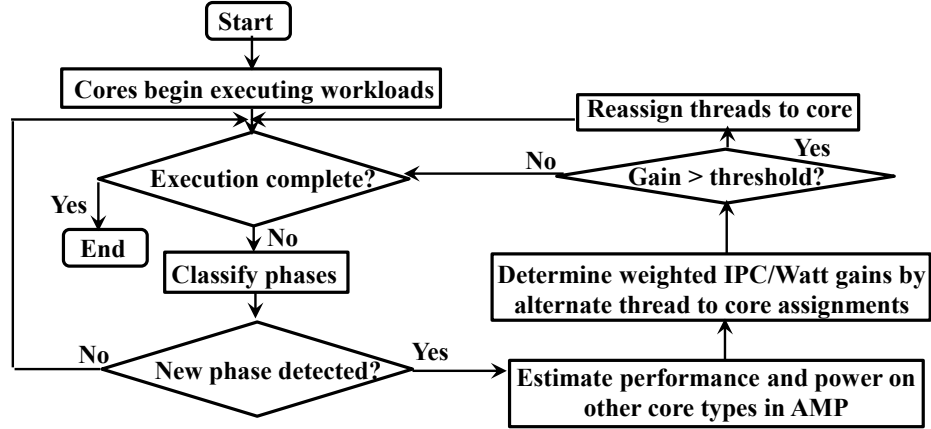 Start
Cores begin executing workloads
Reassign threads to core
Yes
No
Execution complete?
Gain > threshold?
Yes
End
No
Classify phases
Determine weighted IPC/Watt gains by
alternate thread to core assignments
No
New phase detected?
Yes
Estimate performance and power on
other core types in AMP